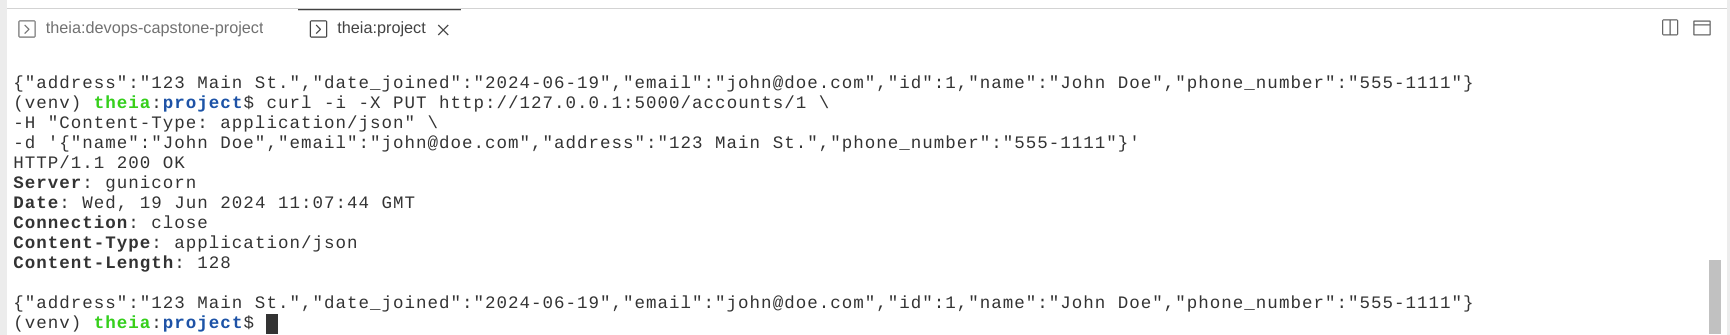 theia:devops-capstone-project theia:project
{"address":"123 Main St.","date_joined":"2024-06-19","email":"john@doe.com","id":1,"name":"John Doe","phone_number":"555-1111"}
(venv) theia:project$ curl -i -X PUT http://127.0.0.1:5000/accounts/1 \
-H "Content-Type: application/json" \
-d '{"name":"John Doe","email":"john@doe.com","address":"123 Main St.","phone_number":"555-1111"}'
HTTP/1.1 200 OK
Server: gunicorn
Date: Wed, 19 Jun 2024 11:07:44 GMT
Connection: close
Content-Type: application/json
Content-Length: 128
{"address":"123 Main St.","date_joined":"2024-06-19","email":"john@doe.com","id":1,"name":"John Doe","phone_number":"555-1111"}
(venv) theia:project$